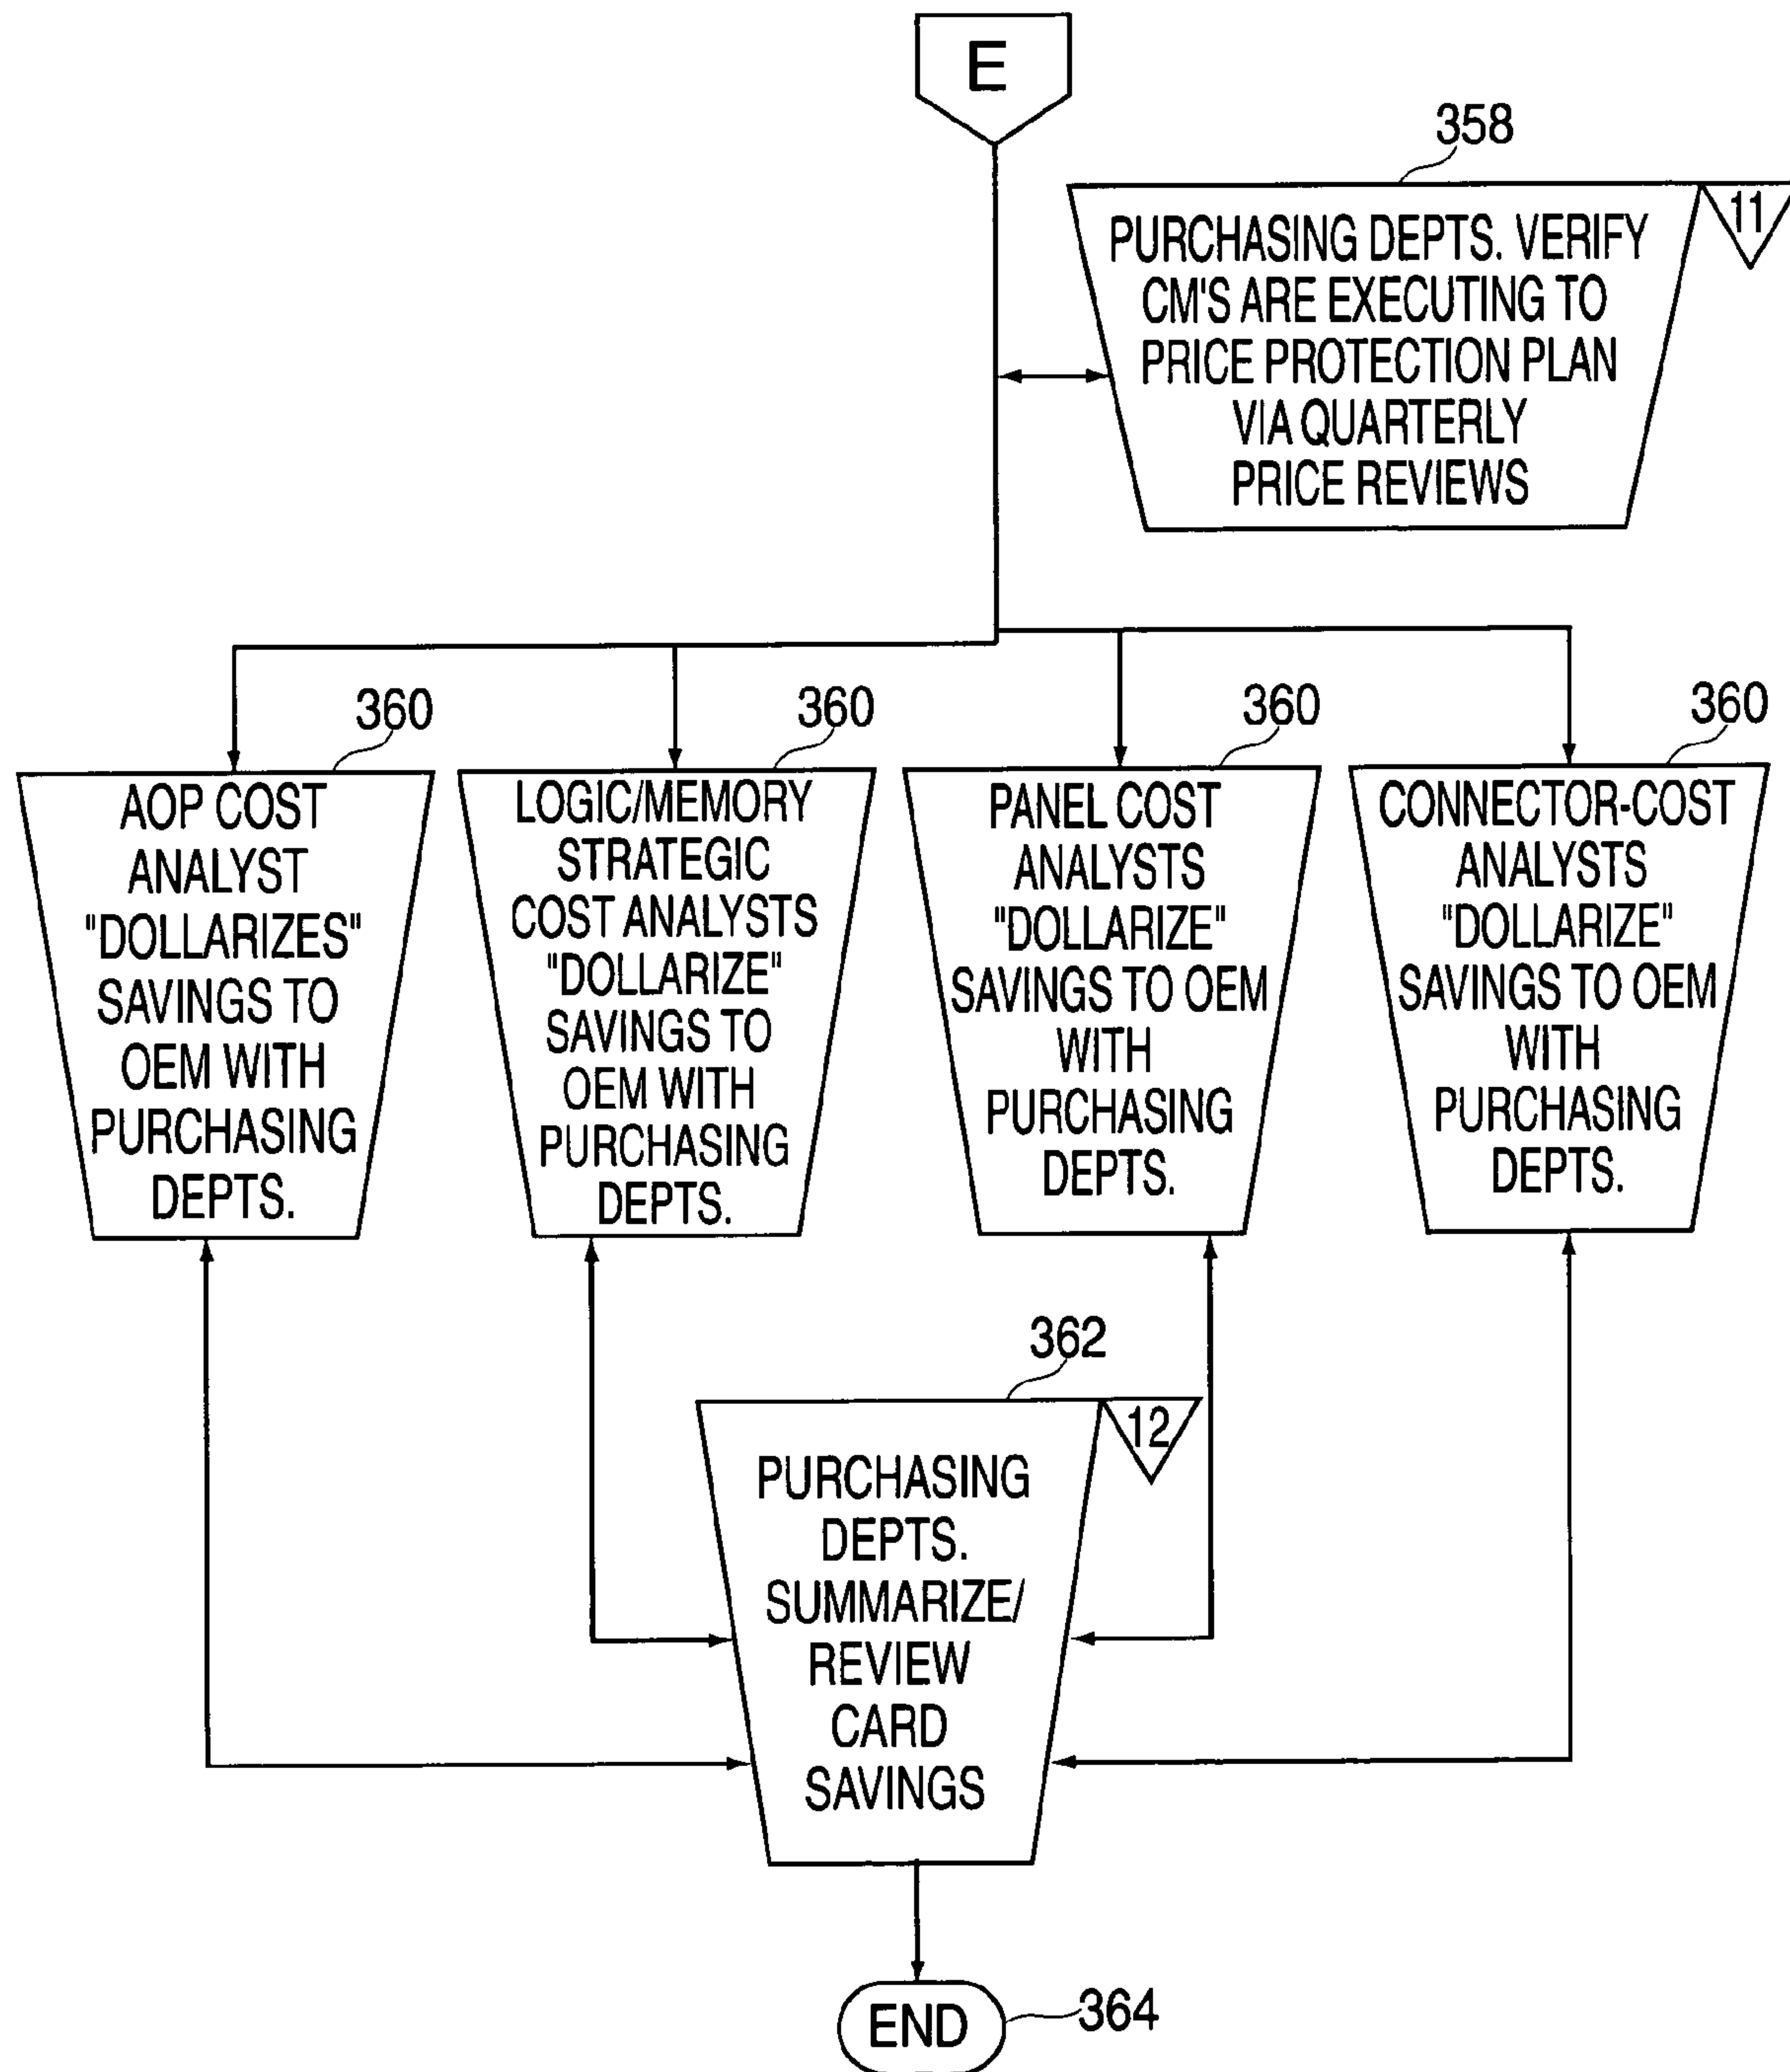 E
358
11
PURCHASING DEPTS. VERIFY
CM'S ARE EXECUTING TO
PRICE PROTECTION PLAN
VIA QUARTERLY
PRICE REVIEWS
360
AOP COST
ANALYST
"DOLLARIZES"
SAVINGS TO
OEM WITH
PURCHASING
DEPTS.
360
LOGIC/MEMORY
STRATEGIC
COST ANALYSTS
"DOLLARIZE"
SAVINGS TO
OEM WITH
PURCHASING
DEPTS.
360
PANEL COST
ANALYSTS
"DOLLARIZE"
SAVINGS TO OEM
WITH
PURCHASING
DEPTS.
360
CONNECTOR-COST
ANALYSTS
"DOLLARIZE"
SAVINGS TO OEM
WITH
PURCHASING
DEPTS.
362
12
PURCHASING
DEPTS.
SUMMARIZE/
REVIEW
CARD
SAVINGS
END
364